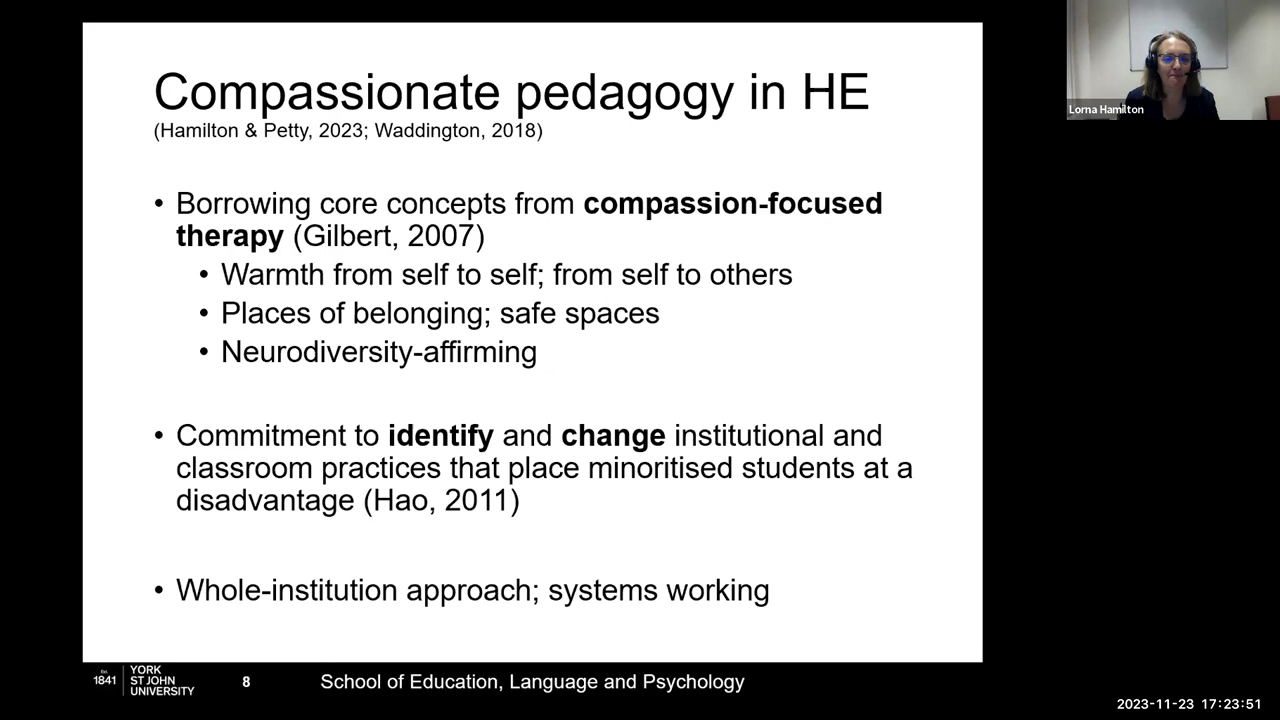 Compassionate pedagogy in HE
(Hamilton & Petty, 2023; Waddington, 2018)
• Borrowing core concepts from compassion-focused
therapy (Gilbert, 2007)
• Warmth from self to self; from self to others
• Places of belonging; safe spaces
• Neurodiversity-affirming
• Commitment to identify and change institutional and
classroom practices that place minoritised students at a
disadvantage (Hao, 2011)
• Whole-institution approach; systems working
Est.
1841
YORK
ST JOHN
UNIVERSITY
8
School of Education, Language and Psychology
Lorna Hamilton
2023-11-23 17:23:51